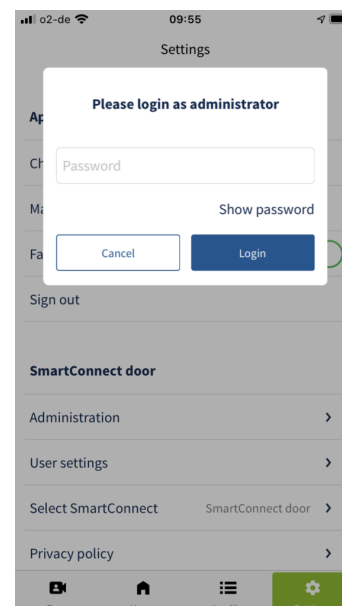 o2-de 09:55
Settings
Please login as administrator
Password
Show password
Cancel Login
Sign out
SmartConnect door
Administration
User settings
Select SmartConnect SmartConnect door
Privacy policy